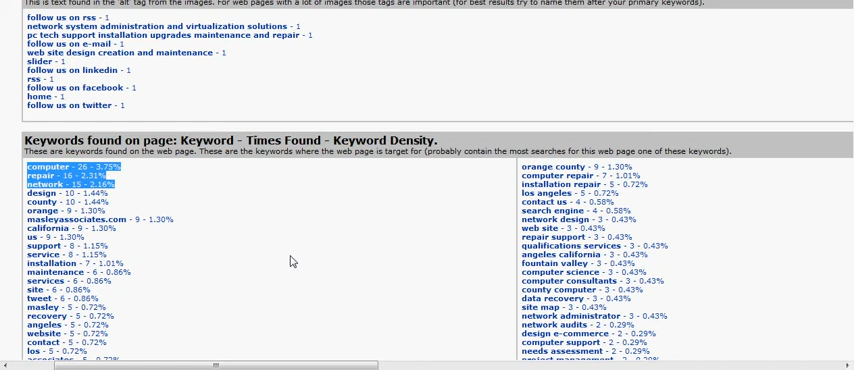 This is text found in the 'alt' tag from the images. For web pages with a lot of images those tags are important (for best results try to name them after your primary keywords).
follow us on rss - 1
network system administration and virtualization solutions - 1
pc tech support installation upgrades maintenance and repair - 1
follow us on e-mail - 1
web site design creation and maintenance - 1
slider - 1
follow us on linkedin - 1
rss - 1
follow us on facebook - 1
home - 1
follow us on twitter - 1
Keywords found on page: Keyword - Times Found - Keyword Density.
These are keywords found on the web page. These are the keywords where the web page is target for (probably contain the most searches for this web page one of these keywords).
computer - 26 - 3.75%
repair - 16 - 2.31%
network - 15 - 2.16%
design - 10 - 1.44%
county - 10 - 1.44%
orange - 9 - 1.30%
masleyassociates.com - 9 - 1.30%
california - 9 - 1.30%
us - 9 - 1.30%
support - 8 - 1.15%
service - 8 - 1.15%
installation - 7 - 1.01%
maintenance - 6 - 0.86%
services - 6 - 0.86%
site - 6 - 0.86%
tweet - 6 - 0.86%
masley - 5 - 0.72%
recovery - 5 - 0.72%
angeles - 5 - 0.72%
website - 5 - 0.72%
contact - 5 - 0.72%
los - 5 - 0.72%
associates - 5 - 0.72%
orange county - 9 - 1.30%
computer repair - 7 - 1.01%
installation repair - 5 - 0.72%
los angeles - 5 - 0.72%
contact us - 4 - 0.58%
search engine - 4 - 0.58%
network design - 3 - 0.43%
web site - 3 - 0.43%
repair support - 3 - 0.43%
qualifications services - 3 - 0.43%
angeles california - 3 - 0.43%
fountain valley - 3 - 0.43%
computer science - 3 - 0.43%
computer consultants - 3 - 0.43%
county computer - 3 - 0.43%
data recovery - 3 - 0.43%
site map - 3 - 0.43%
network administrator - 3 - 0.43%
network audits - 2 - 0.29%
design e-commerce - 2 - 0.29%
computer support - 2 - 0.29%
needs assessment - 2 - 0.29%
project management - 2 - 0.29%